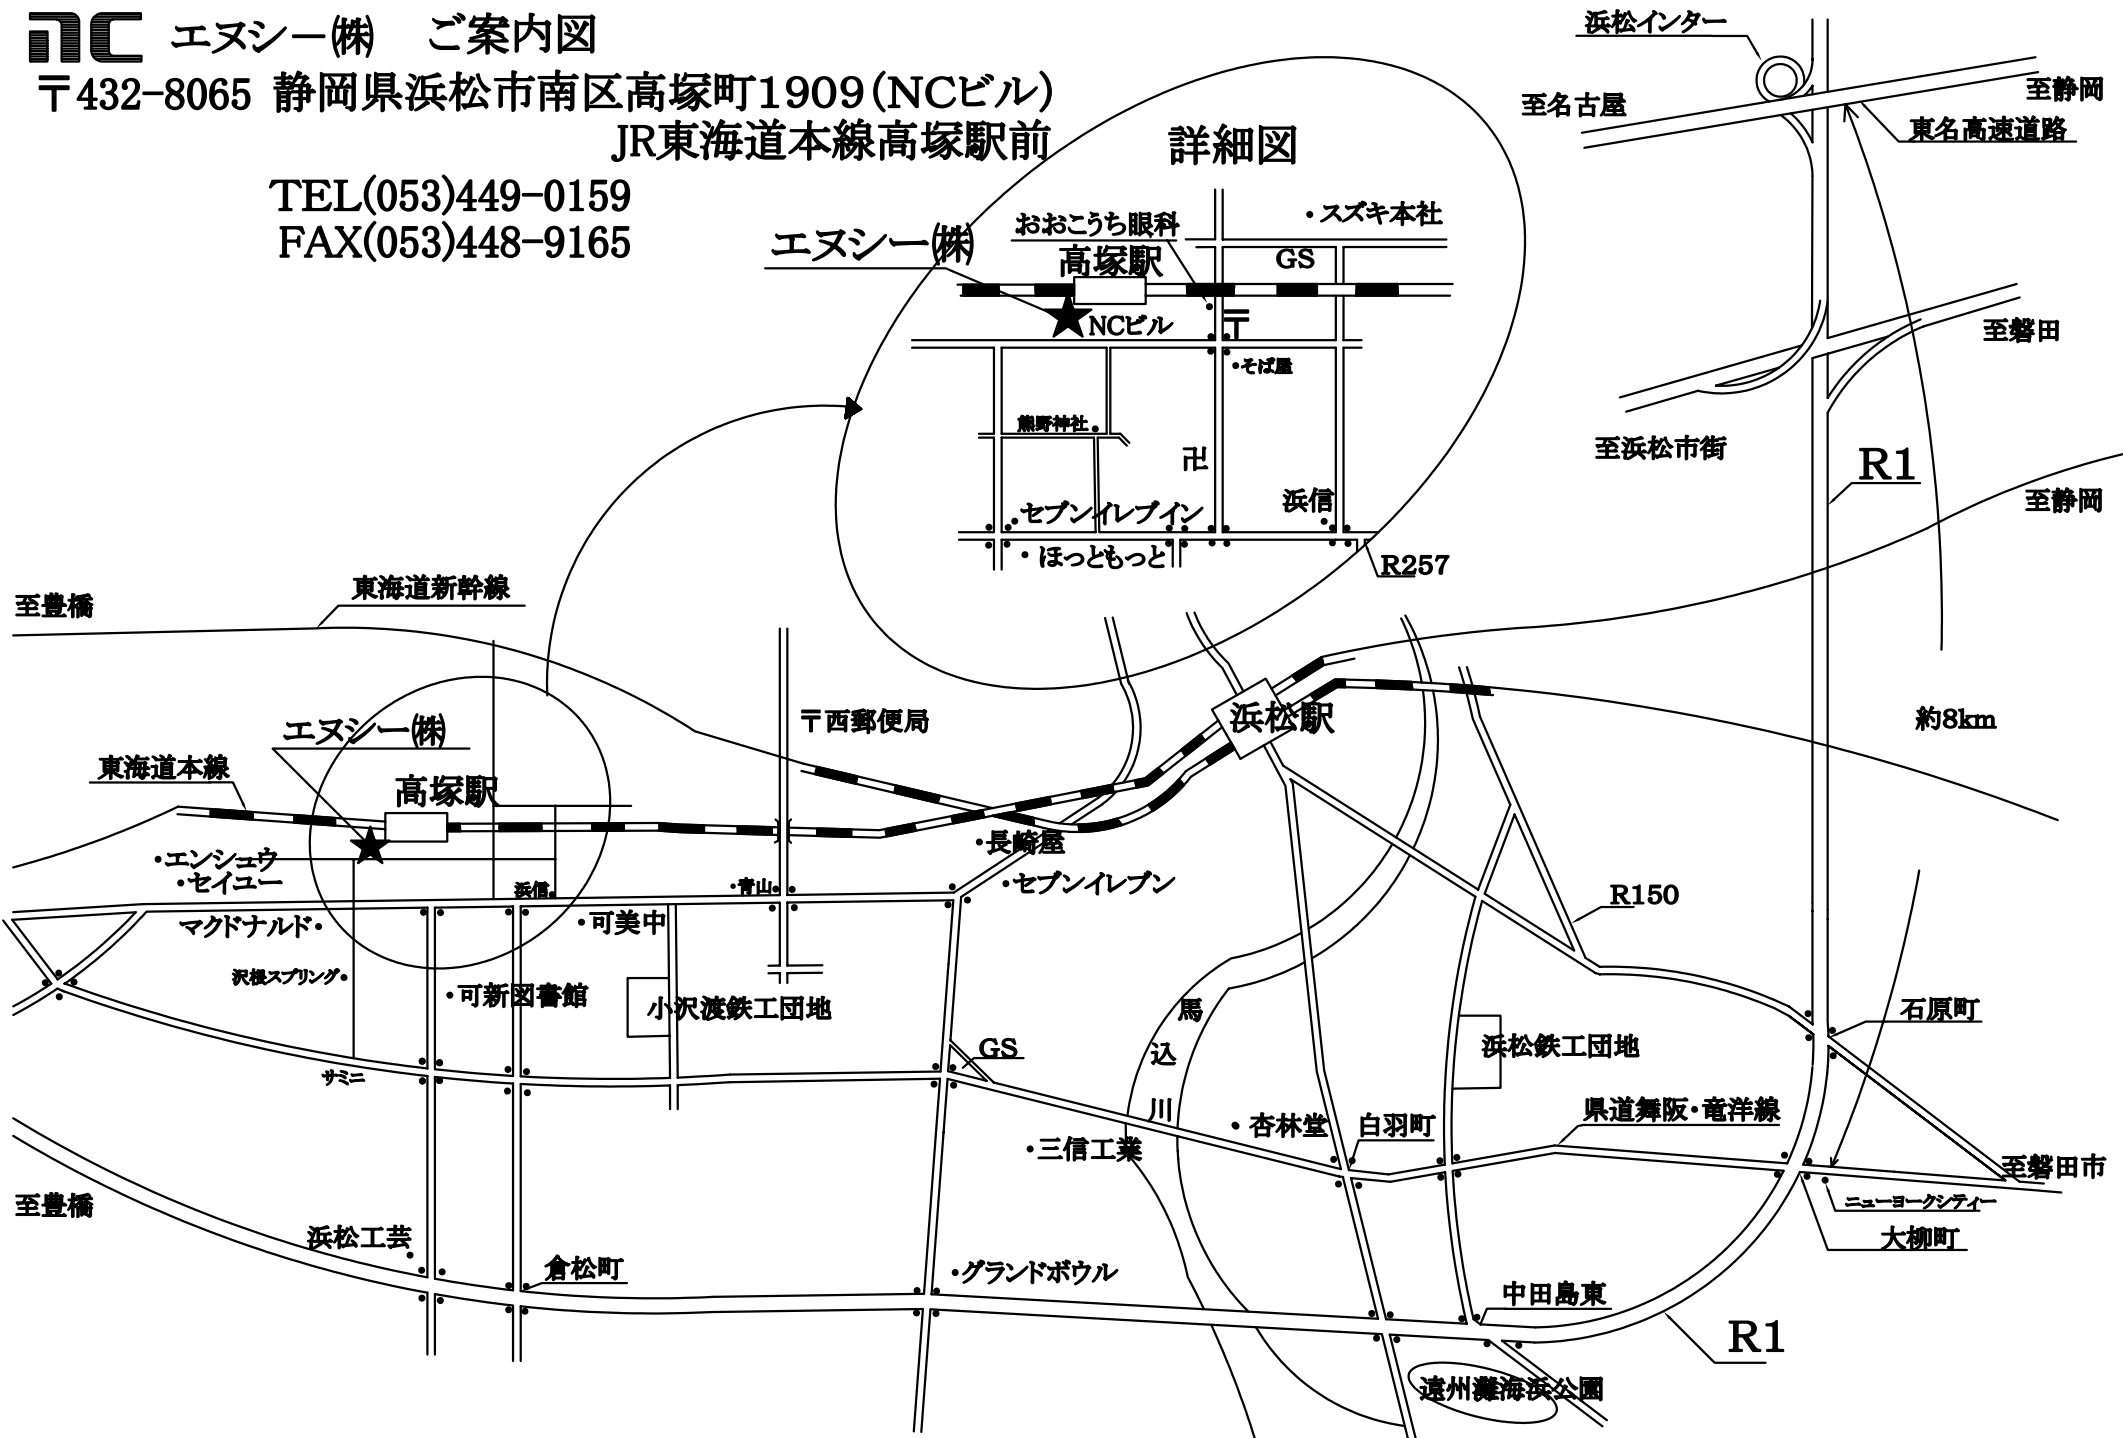 エヌシー㈱ ご案内図
〒432-8065 静岡県浜松市南区高塚町1909(NCビル)
JR東海道本線高塚駅前
TEL(053)449-0159
FAX(053)448-9165
浜松インター
至名古屋
至静岡
東名高速道路
詳細図
・スズキ本社
おおこうち眼科
エヌシー㈱
高塚駅
GS
NCビル
〒
・そば屋
熊野神社
卍
浜信
・セブンイレブイン
・ほっともっと
R257
至磐田
至浜松市街
R1
至静岡
東海道新幹線
至豊橋
エヌシー㈱
〒西郵便局
浜松駅
約8km
東海道本線
高塚駅
・エンシュウ
・セイユー
・長崎屋
・セブンイレブン
浜信
・青山
・可美中
マクドナルド・
R150
沢根スプリング・
・可新図書館
小沢渡鉄工団地
馬込川
石原町
GS
浜松鉄工団地
サミニ
・三信工業
・杏林堂
白羽町
県道舞阪・竜洋線
至磐田市
ニューヨークシティー
大柳町
至豊橋
浜松工芸
倉松町
・グランドボウル
中田島東
R1
遠州灘海浜公園